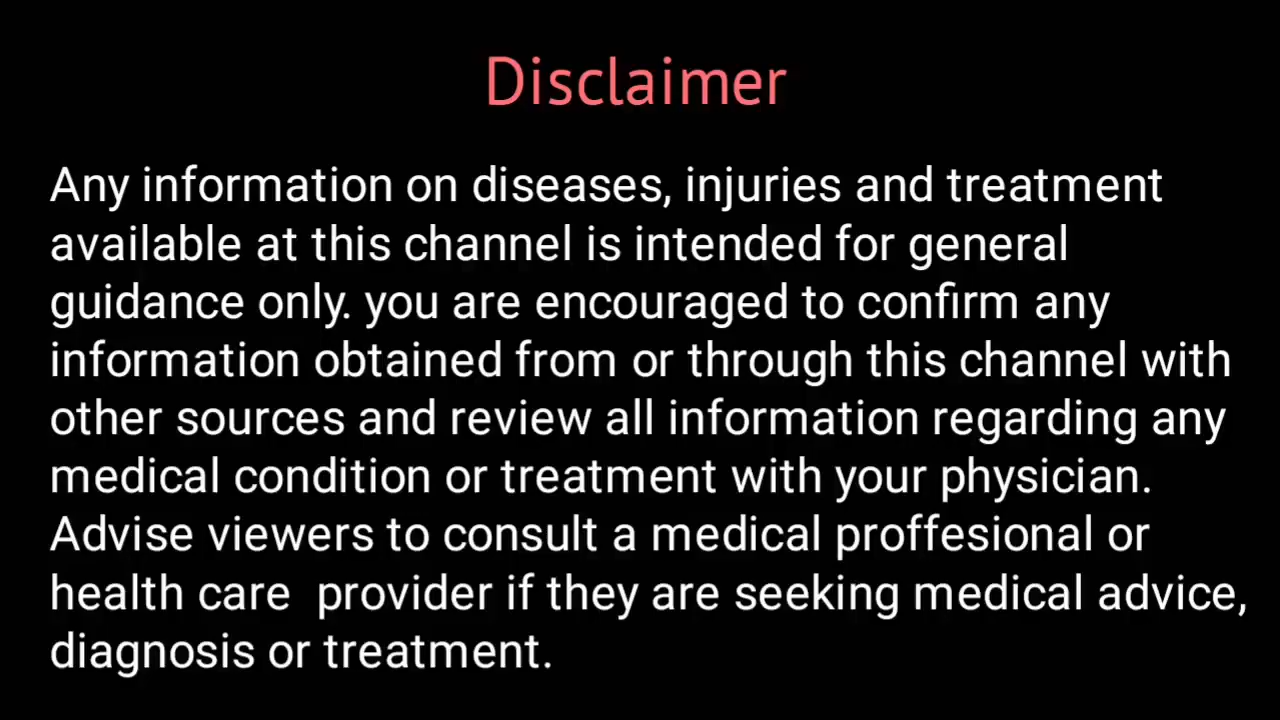 Disclaimer
Any information on diseases, injuries and treatment
available at this channel is intended for general
guidance only. you are encouraged to confirm any
information obtained from or through this channel with
other sources and review all information regarding any
medical condition or treatment with your physician.
Advise viewers to consult a medical proffesional or
health care  provider if they are seeking medical advice,
diagnosis or treatment.